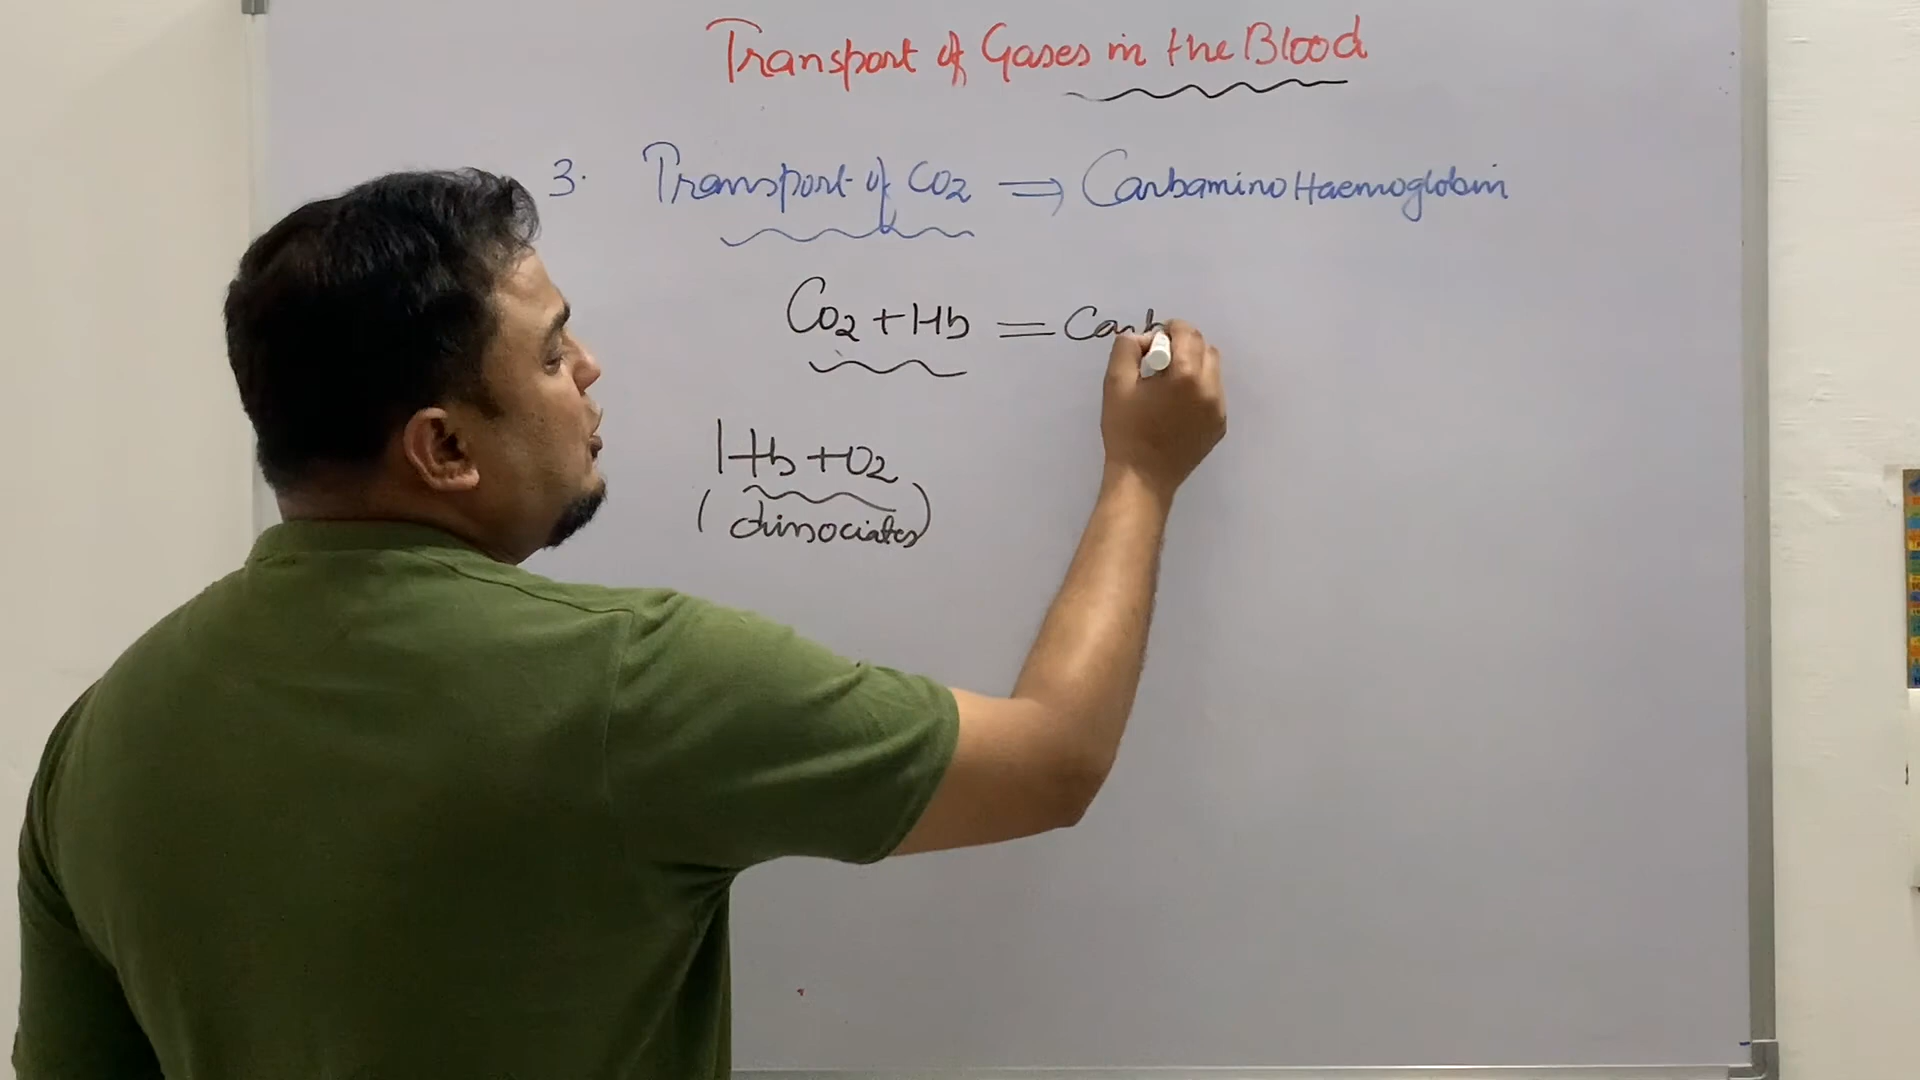 Transport of Gases in the Blood
3. Transport of CO2 ⇒ Carbamino Haemoglobin
CO2 + Hb = Carb
Hb + O2
(dissociates)